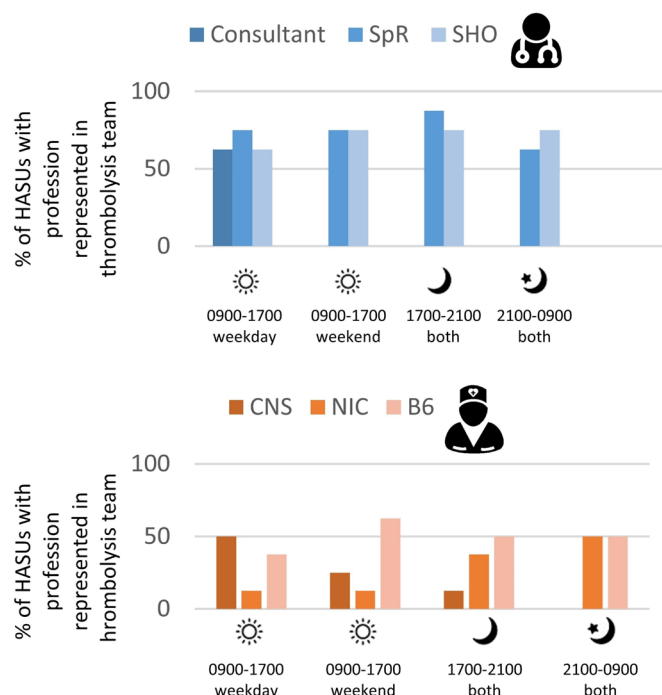 Consultant SpR SHO
% of HASUs with
profession
represented in
thrombolysis team
100
50
0
0900-1700
weekday
0900-1700
weekend
1700-2100
both
2100-0900
both
CNS NIC B6
% of HASUs with
profession
represented in
hrombolysis team
100
50
0
0900-1700
weekday
0900-1700
weekend
1700-2100
both
2100-0900
both